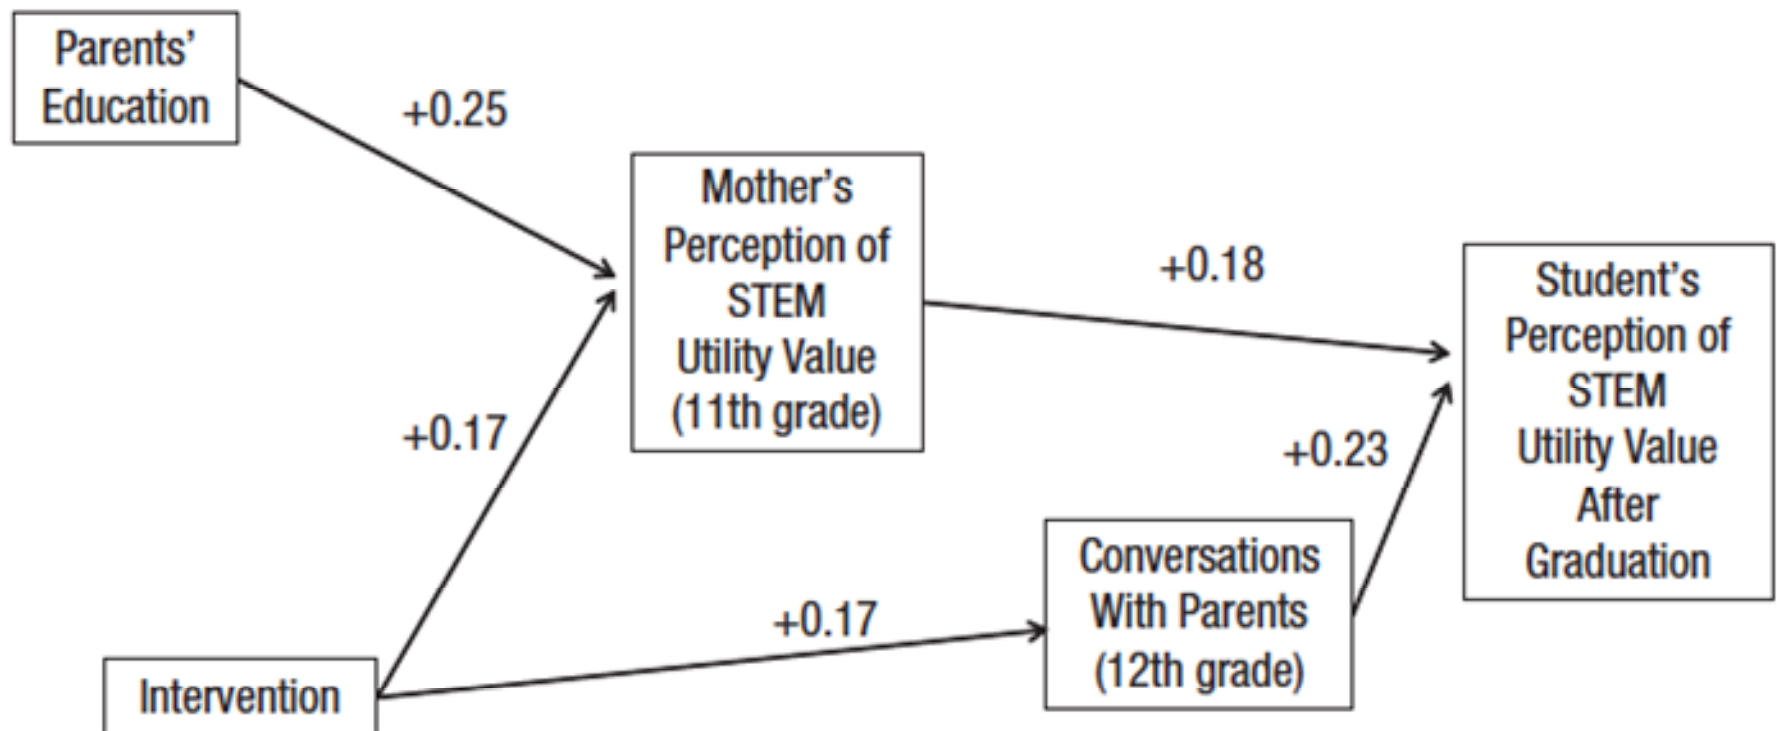 Parents’
Education
+0.25
Mother’s
Perception of
STEM
Utility Value
(11th grade)
+0.18
Student’s
Perception of
STEM
Utility Value
After
Graduation
+0.17
+0.23
Conversations
With Parents
(12th grade)
+0.17
Intervention